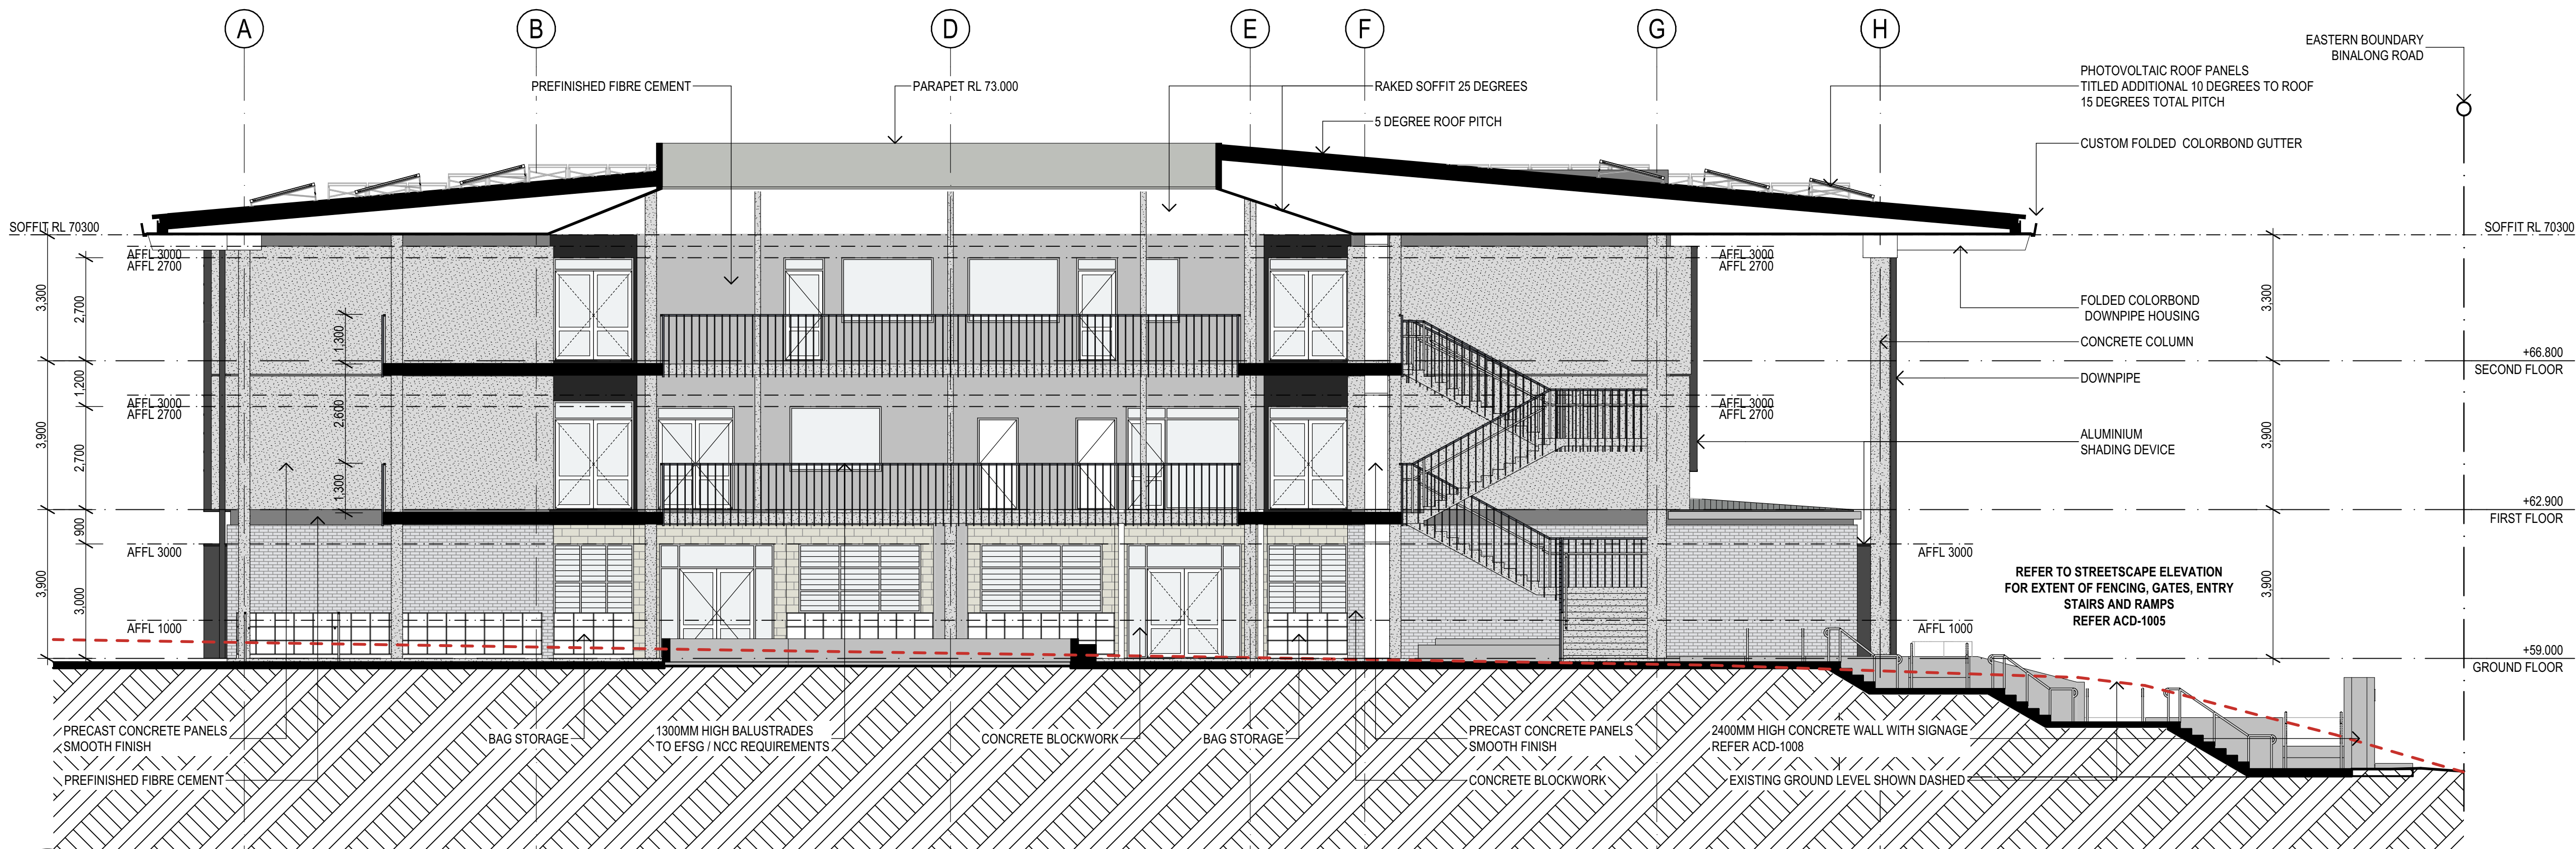 A
B
D
E
F
G
H
EASTERN BOUNDARY
BINALONG ROAD
PREFINISHED FIBRE CEMENT
PARAPET RL 73.000
RAKED SOFFIT 25 DEGREES
5 DEGREE ROOF PITCH
PHOTOVOLTAIC ROOF PANELS
TITLED ADDITIONAL 10 DEGREES TO ROOF
15 DEGREES TOTAL PITCH
CUSTOM FOLDED COLORBOND GUTTER
SOFFIT RL 70300
SOFFIT RL 70300
AFFL 3000
AFFL 2700
AFFL 3000
AFFL 2700
3,300
2,700
1,300
3,300
FOLDED COLORBOND
DOWNPIPE HOUSING
CONCRETE COLUMN
+66.800
SECOND FLOOR
DOWNPIPE
1,200
AFFL 3000
AFFL 2700
AFFL 3000
AFFL 2700
3,900
2,700
2,600
1,300
3,900
ALUMINIUM
SHADING DEVICE
+62.900
FIRST FLOOR
900
AFFL 3000
AFFL 3000
3,900
3,000
3,900
REFER TO STREETSCAPE ELEVATION
FOR EXTENT OF FENCING, GATES, ENTRY
STAIRS AND RAMPS
REFER ACD-1005
AFFL 1000
AFFL 1000
+59.000
GROUND FLOOR
PRECAST CONCRETE PANELS
SMOOTH FINISH
BAG STORAGE
1300MM HIGH BALUSTRADES
TO EFSG / NCC REQUIREMENTS
CONCRETE BLOCKWORK
BAG STORAGE
PRECAST CONCRETE PANELS
SMOOTH FINISH
2400MM HIGH CONCRETE WALL WITH SIGNAGE
REFER ACD-1008
PREFINISHED FIBRE CEMENT
CONCRETE BLOCKWORK
EXISTING GROUND LEVEL SHOWN DASHED